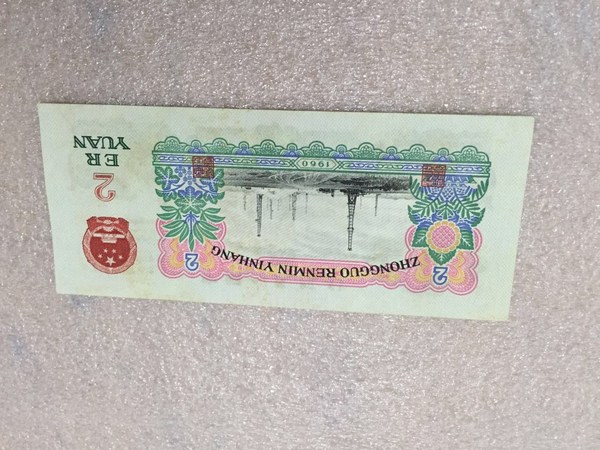 ZHONGGUO RENMIN YINHANG
2
2
2
ER
YUAN
1960